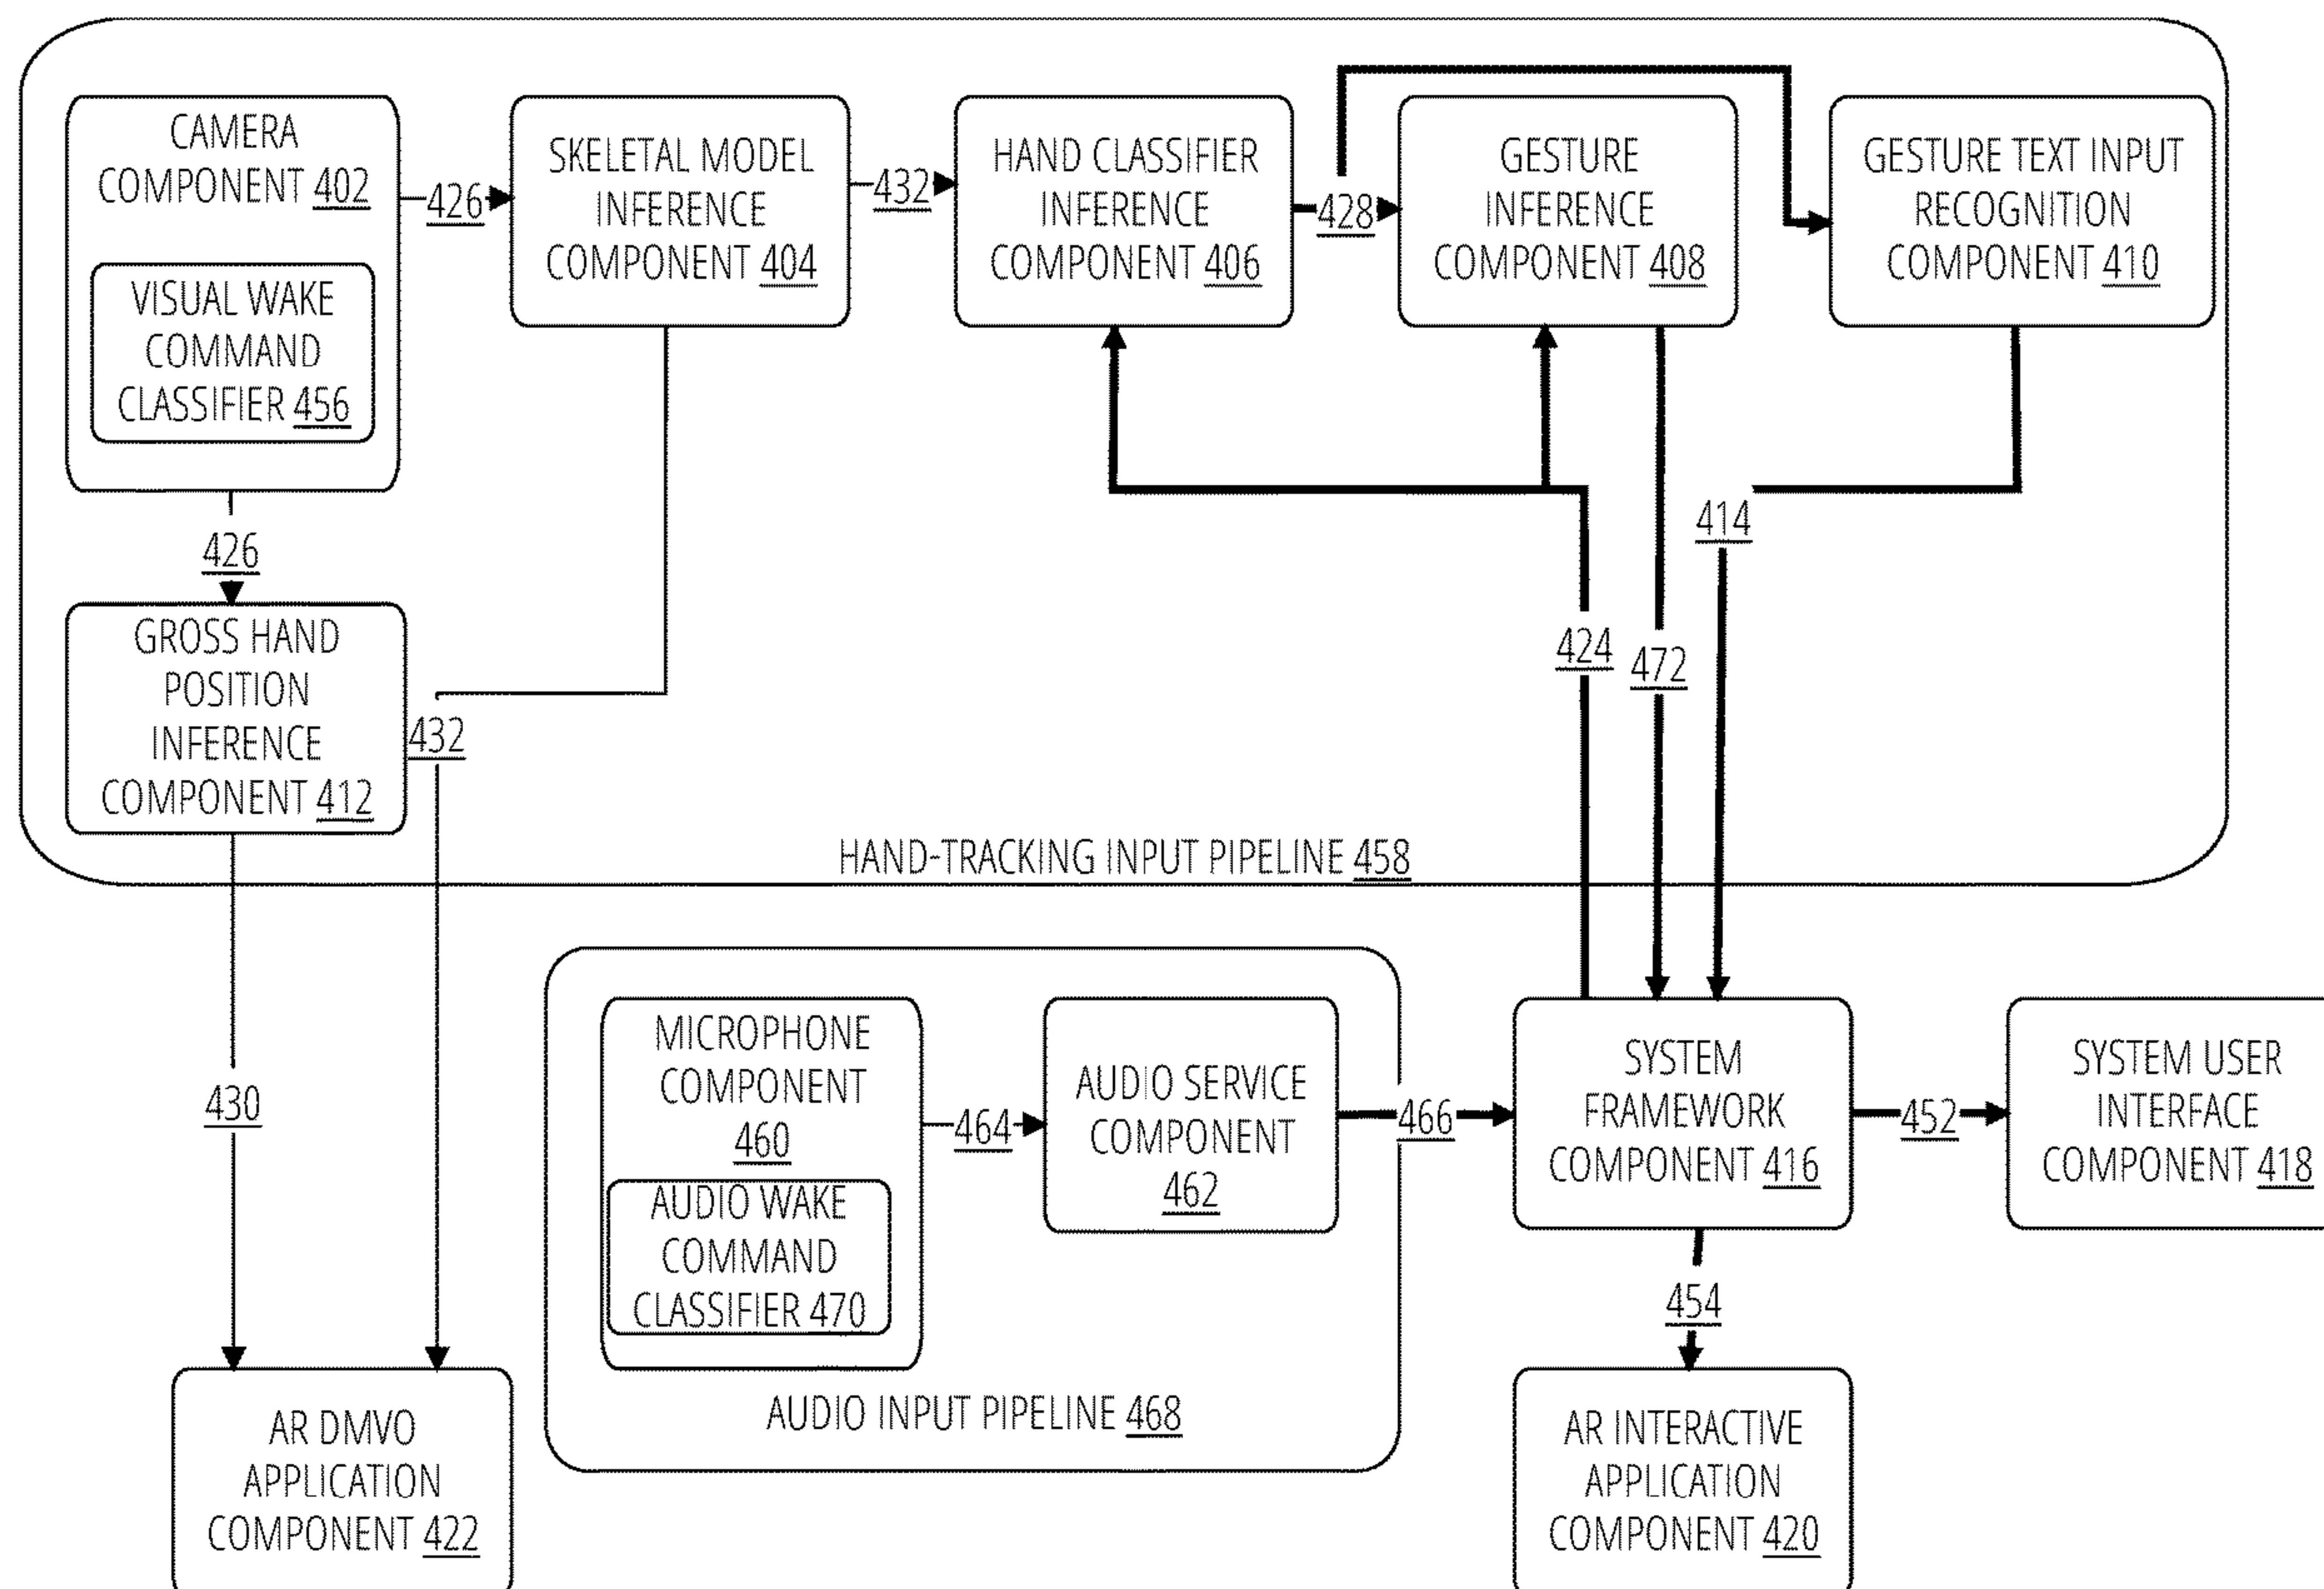 CAMERA
COMPONENT 402
VISUAL WAKE
COMMAND
CLASSIFIER 456
426
SKELETAL MODEL
INFERENCE
COMPONENT 404
432
HAND CLASSIFIER
INFERENCE
COMPONENT 406
428
GESTURE
INFERENCE
COMPONENT 408
GESTURE TEXT INPUT
RECOGNITION
COMPONENT 410
426
GROSS HAND
POSITION
INFERENCE
COMPONENT 412
432
424
472
414
HAND-TRACKING INPUT PIPELINE 458
430
MICROPHONE
COMPONENT
460
AUDIO WAKE
COMMAND
CLASSIFIER 470
464
AUDIO SERVICE
COMPONENT
462
466
AUDIO INPUT PIPELINE 468
SYSTEM
FRAMEWORK
COMPONENT 416
452
SYSTEM USER
INTERFACE
COMPONENT 418
454
AR DMVO
APPLICATION
COMPONENT 422
AR INTERACTIVE
APPLICATION
COMPONENT 420